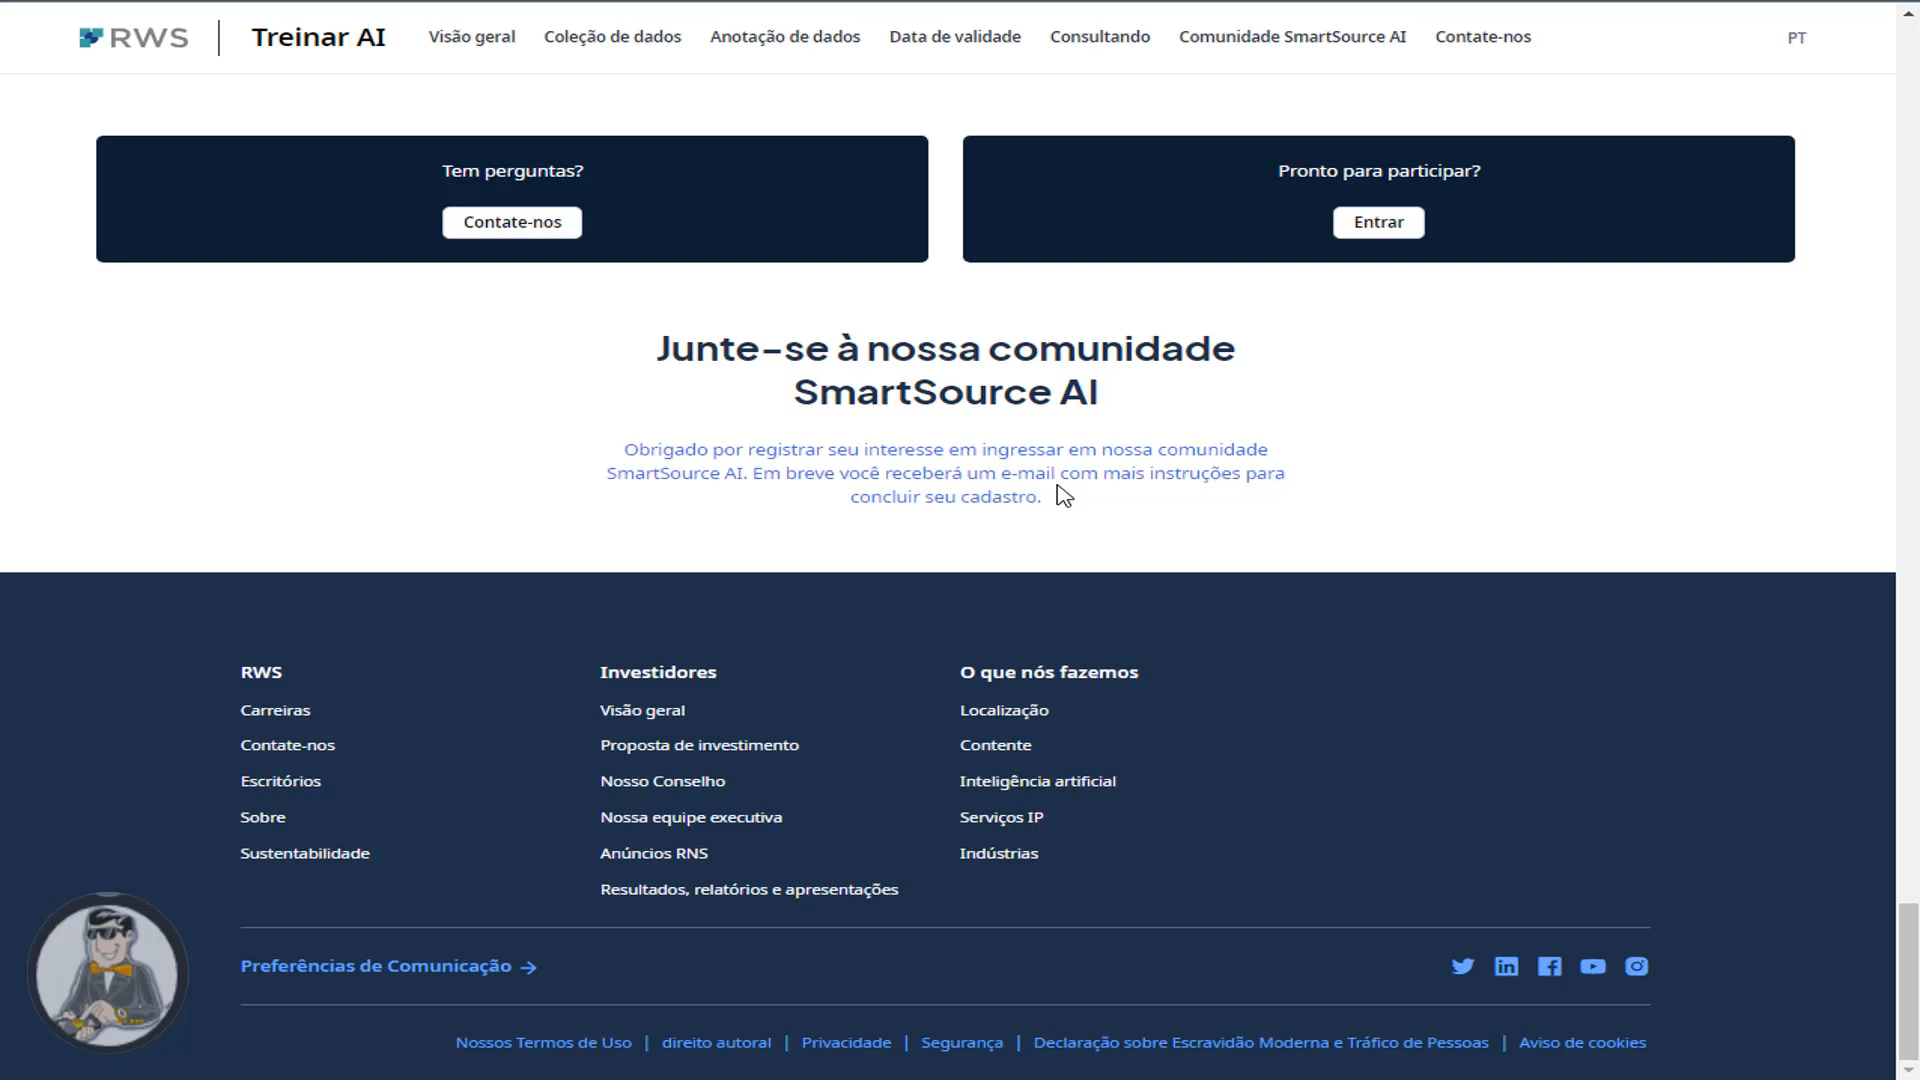 RWS
Treinar AI
Visão geral
Coleção de dados
Anotação de dados
Data de validade
Consultando
Comunidade SmartSource AI
Contate-nos
PT
Tem perguntas?
Contate-nos
Pronto para participar?
Entrar
Junte-se à nossa comunidade
SmartSource AI
Obrigado por registrar seu interesse em ingressar em nossa comunidade
SmartSource AI. Em breve você receberá um e-mail com mais instruções para
concluir seu cadastro.
RWS
Carreiras
Contate-nos
Escritórios
Sobre
Sustentabilidade
Investidores
Visão geral
Proposta de investimento
Nosso Conselho
Nossa equipe executiva
Anúncios RNS
Resultados, relatórios e apresentações
O que nós fazemos
Localização
Contente
Inteligência artificial
Serviços IP
Indústrias
Preferências de Comunicação →
Nossos Termos de Uso | direito autoral | Privacidade | Segurança | Declaração sobre Escravidão Moderna e Tráfico de Pessoas | Aviso de cookies